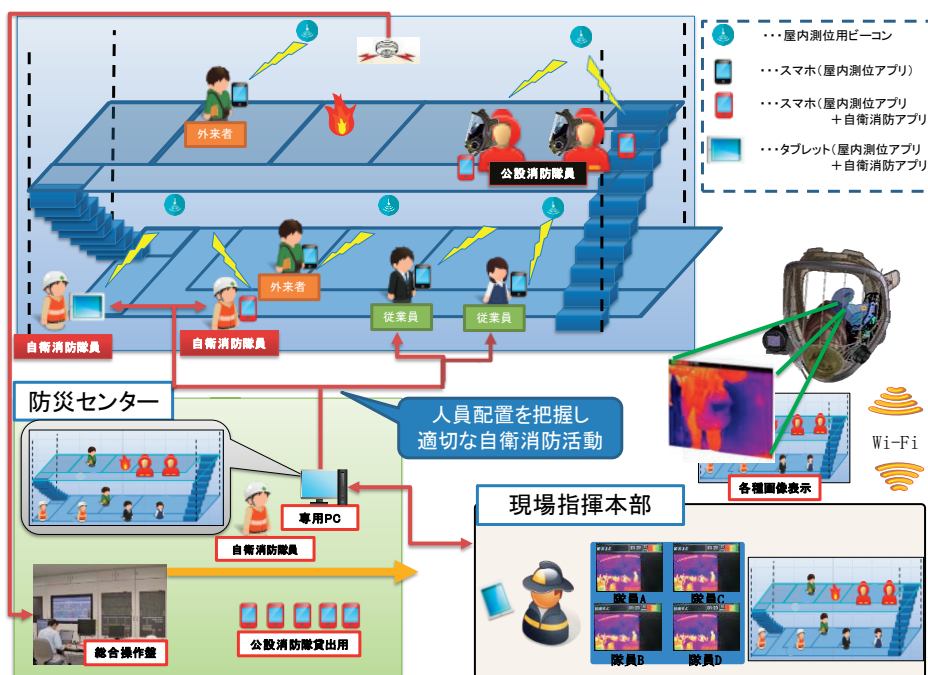 ・・・屋内測位用ビーコン
・・・スマホ(屋内測位アプリ)
・・・スマホ(屋内測位アプリ
+自衛消防アプリ
・・・タブレット(屋内測位アプリ
+自衛消防アプリ
外来者
公設消防隊員
外来者
従業員
従業員
自衛消防隊員
自衛消防隊員
防災センター
人員配置を把握し
適切な自衛消防活動
Wi-Fi
各種画像表示
専用PC
自衛消防隊員
現場指揮本部
総合操作盤
公設消防隊貸出用
隊員A
隊員C
隊員B
隊員D